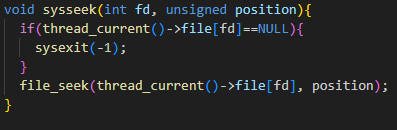 void sysseek(int fd, unsigned position){
  if(thread_current()->file[fd]==NULL){
    sysexit(-1);
  }
  file_seek(thread_current()->file[fd], position);
}